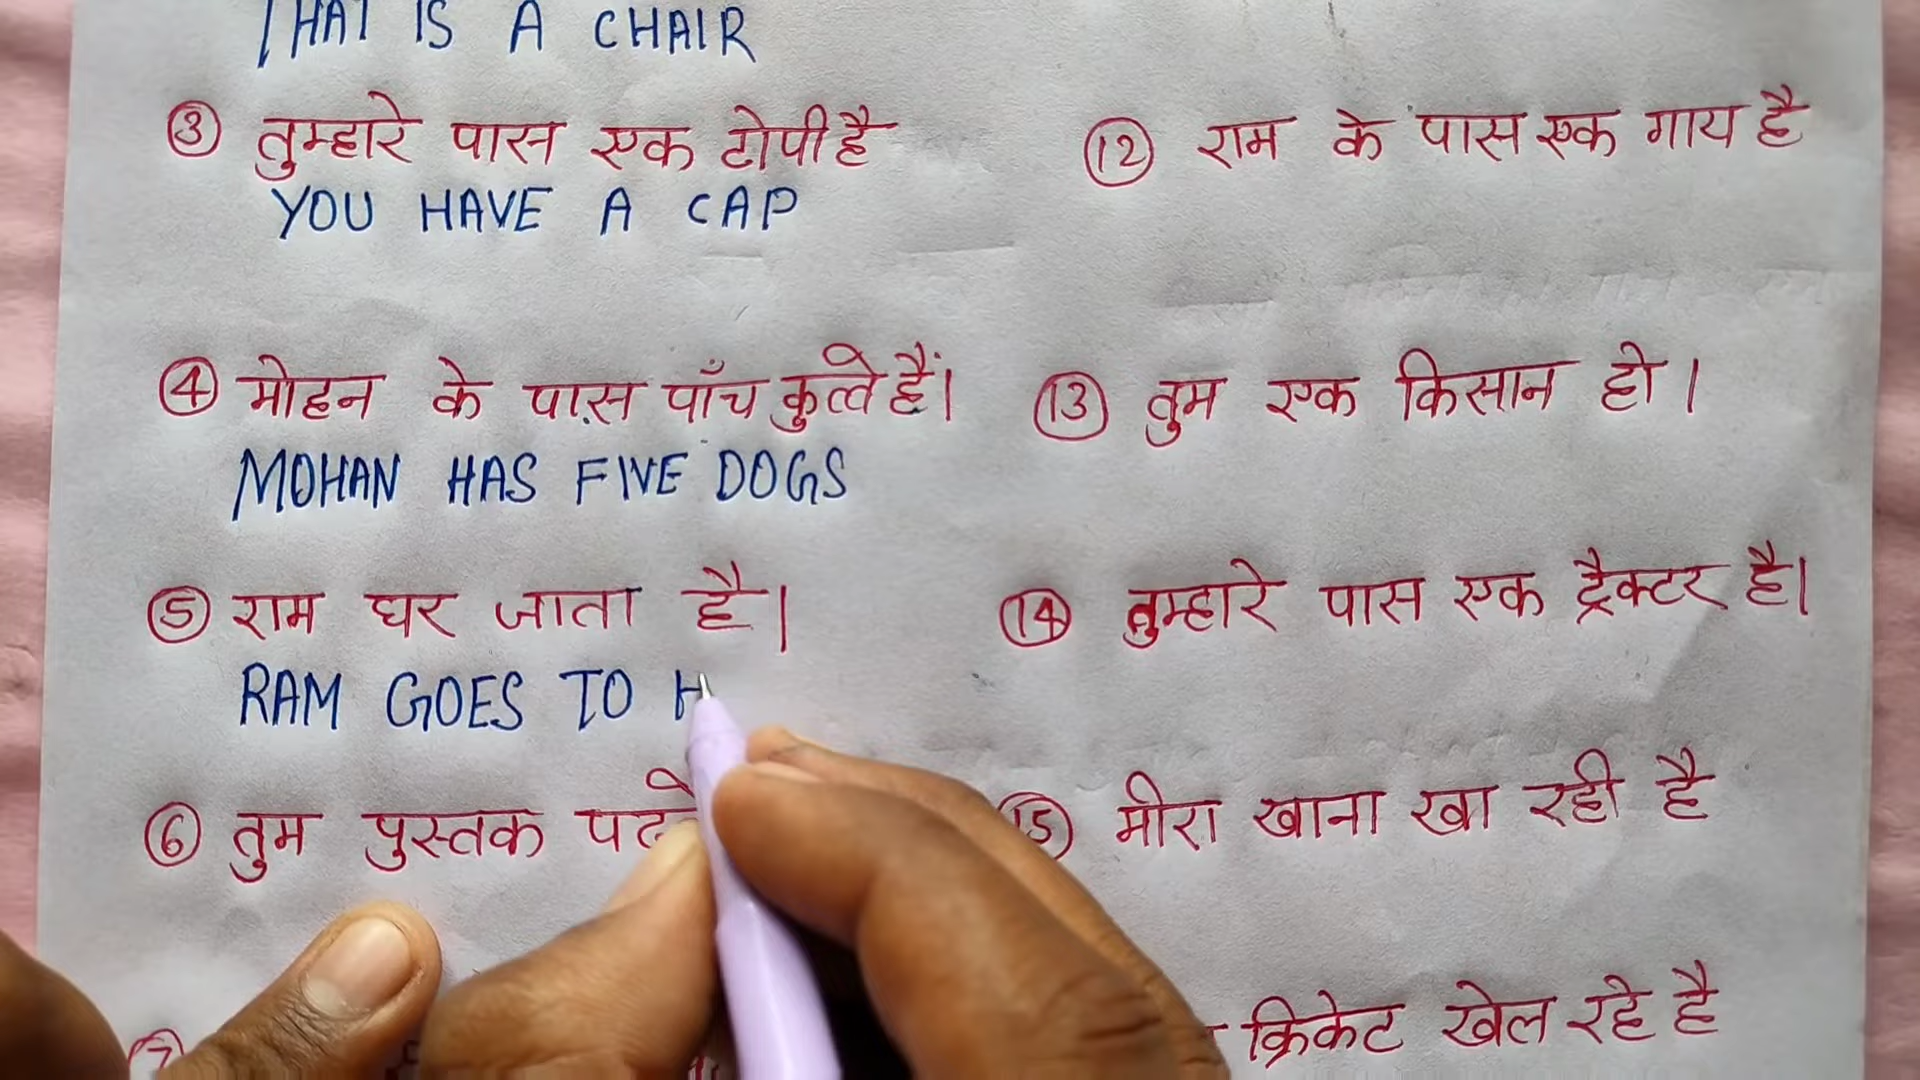 THAT IS A CHAIR
③ तुम्हारे पास एक टोपी है
YOU HAVE A CAP
④ मोहन के पास पाँच कुत्ते हैं।
MOHAN HAS FIVE DOGS
⑤ राम घर जाता है।
RAM GOES TO H
⑥ तुम पुस्तक
⑫ राम के पास एक गाय है
⑬ तुम एक किसान हो।
⑭ तुम्हारे पास एक ट्रैक्टर है।
⑮ मीरा खाना खा रही है
क्रिकेट खेल रहे है